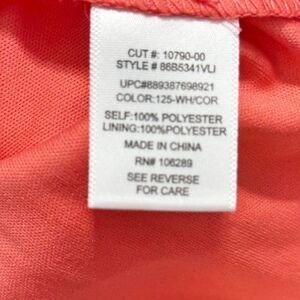 CUT #: 10790-00
STYLE # 86B5341VLI
UPC#889387698921
COLOR:125-WH/COR
SELF:100% POLYESTER
LINING:100%POLYESTER
MADE IN CHINA
RN# 106289
SEE REVERSE
FOR CARE